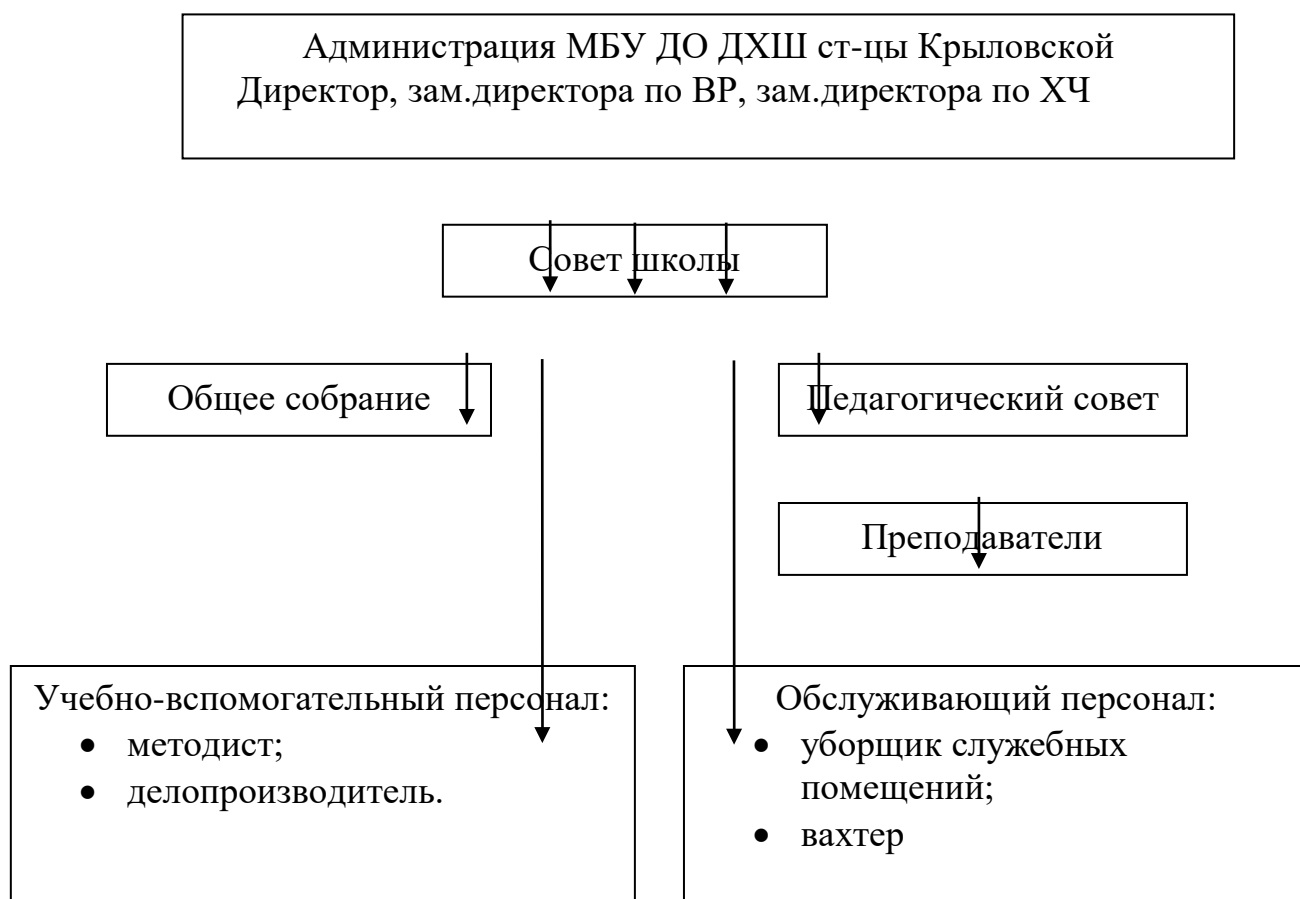 Администрация МБУ ДО ДХШ ст-цы Крыловской
Директор, зам.директора по ВР, зам.директора по ХЧ
Совет школы
Общее собрание
Педагогический совет
Преподаватели
Учебно-вспомогательный персонал:
• методист;
• делопроизводитель.
Обслуживающий персонал:
• уборщик служебных
помещений;
• вахтер